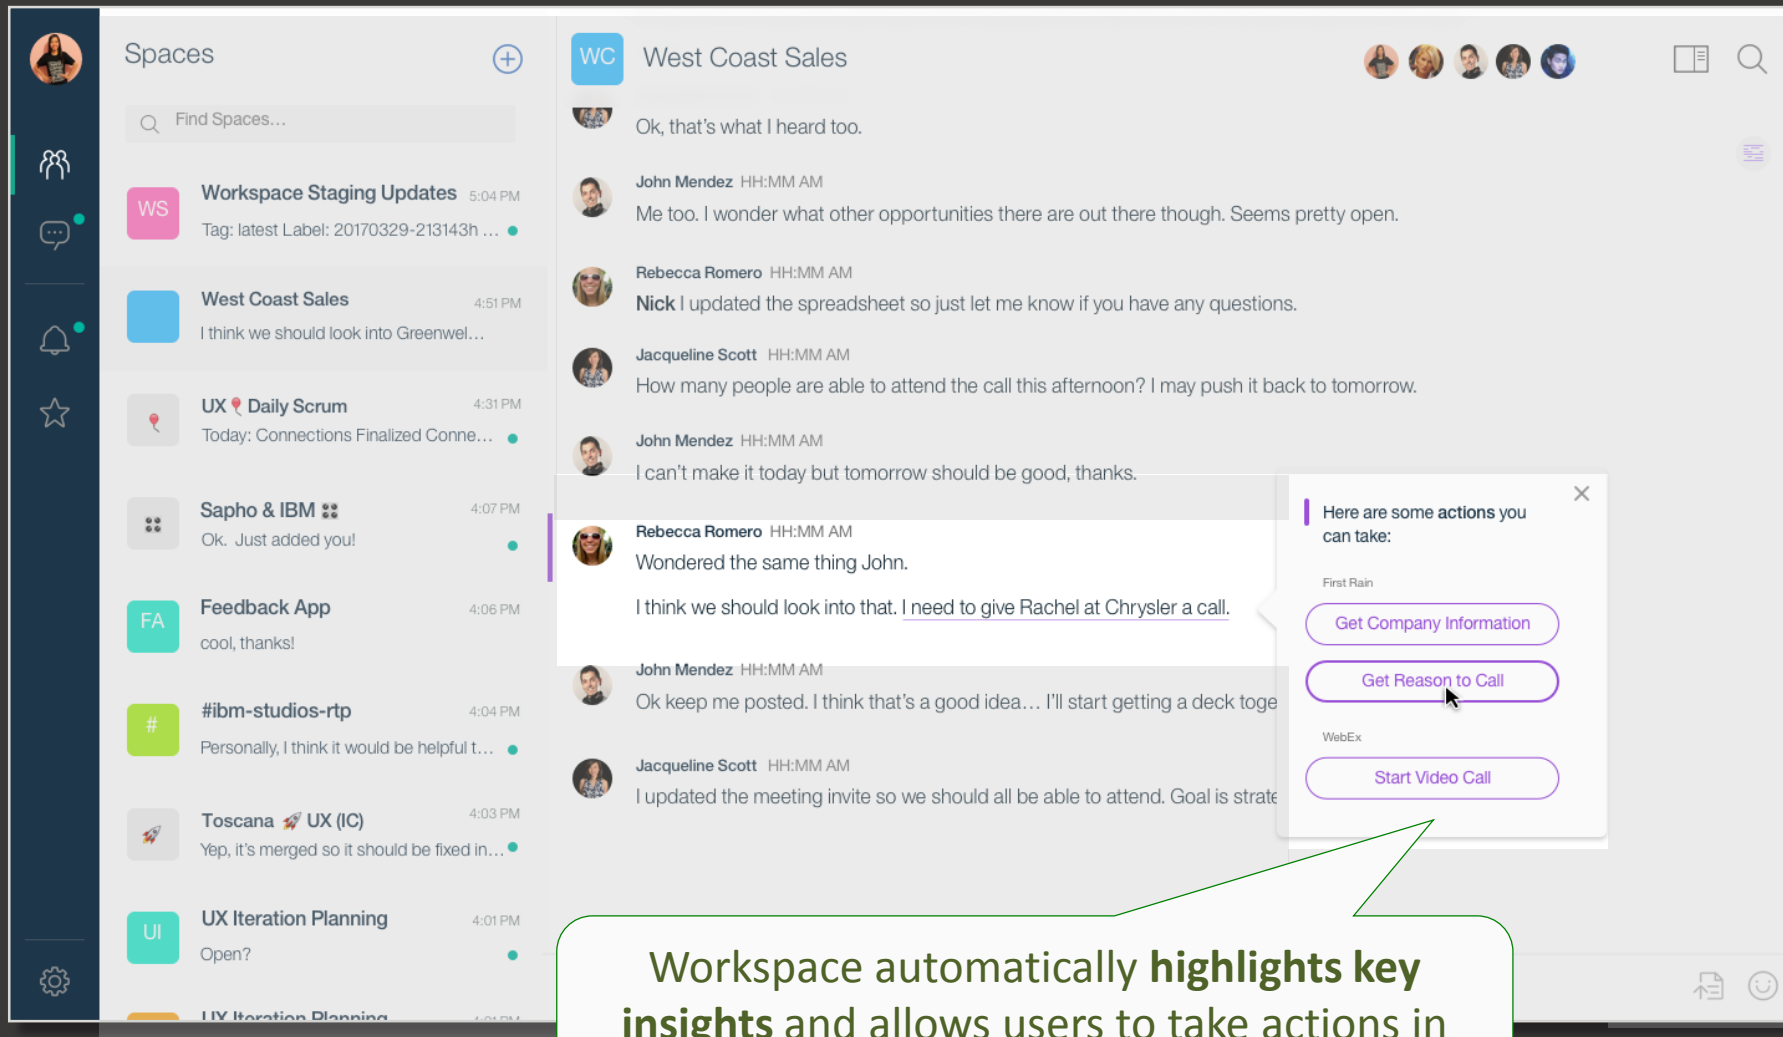 Spaces
Find Spaces...
WS
Workspace Staging Updates 5:04 PM
Tag: latest Label: 20170329-213143h ...
West Coast Sales 4:51 PM
I think we should look into Greenwel...
UX Daily Scrum 4:31 PM
Today: Connections Finalized Conne...
Sapho & IBM 4:07 PM
Ok. Just added you!
FA
Feedback App 4:06 PM
cool, thanks!
#
#ibm-studios-rtp 4:04 PM
Personally, I think it would be helpful t...
Toscana 🚀 UX (IC) 4:03 PM
Yep, it's merged so it should be fixed in...
UI
UX Iteration Planning 4:01 PM
Open?
UX Iteration Planning 4:01 PM
WC West Coast Sales
Ok, that's what I heard too.
John Mendez HH:MM AM
Me too. I wonder what other opportunities there are out there though. Seems pretty open.
Rebecca Romero HH:MM AM
Nick I updated the spreadsheet so just let me know if you have any questions.
Jacqueline Scott HH:MM AM
How many people are able to attend the call this afternoon? I may push it back to tomorrow.
John Mendez HH:MM AM
I can't make it today but tomorrow should be good, thanks.
Rebecca Romero HH:MM AM
Wondered the same thing John.
I think we should look into that. I need to give Rachel at Chrysler a call.
John Mendez HH:MM AM
Ok keep me posted. I think that's a good idea... I'll start getting a deck toge
Jacqueline Scott HH:MM AM
I updated the meeting invite so we should all be able to attend. Goal is strate
Here are some actions you
can take:
First Rain
Get Company Information
Get Reason to Call
WebEx
Start Video Call
Workspace automatically highlights key
insights and allows users to take actions in